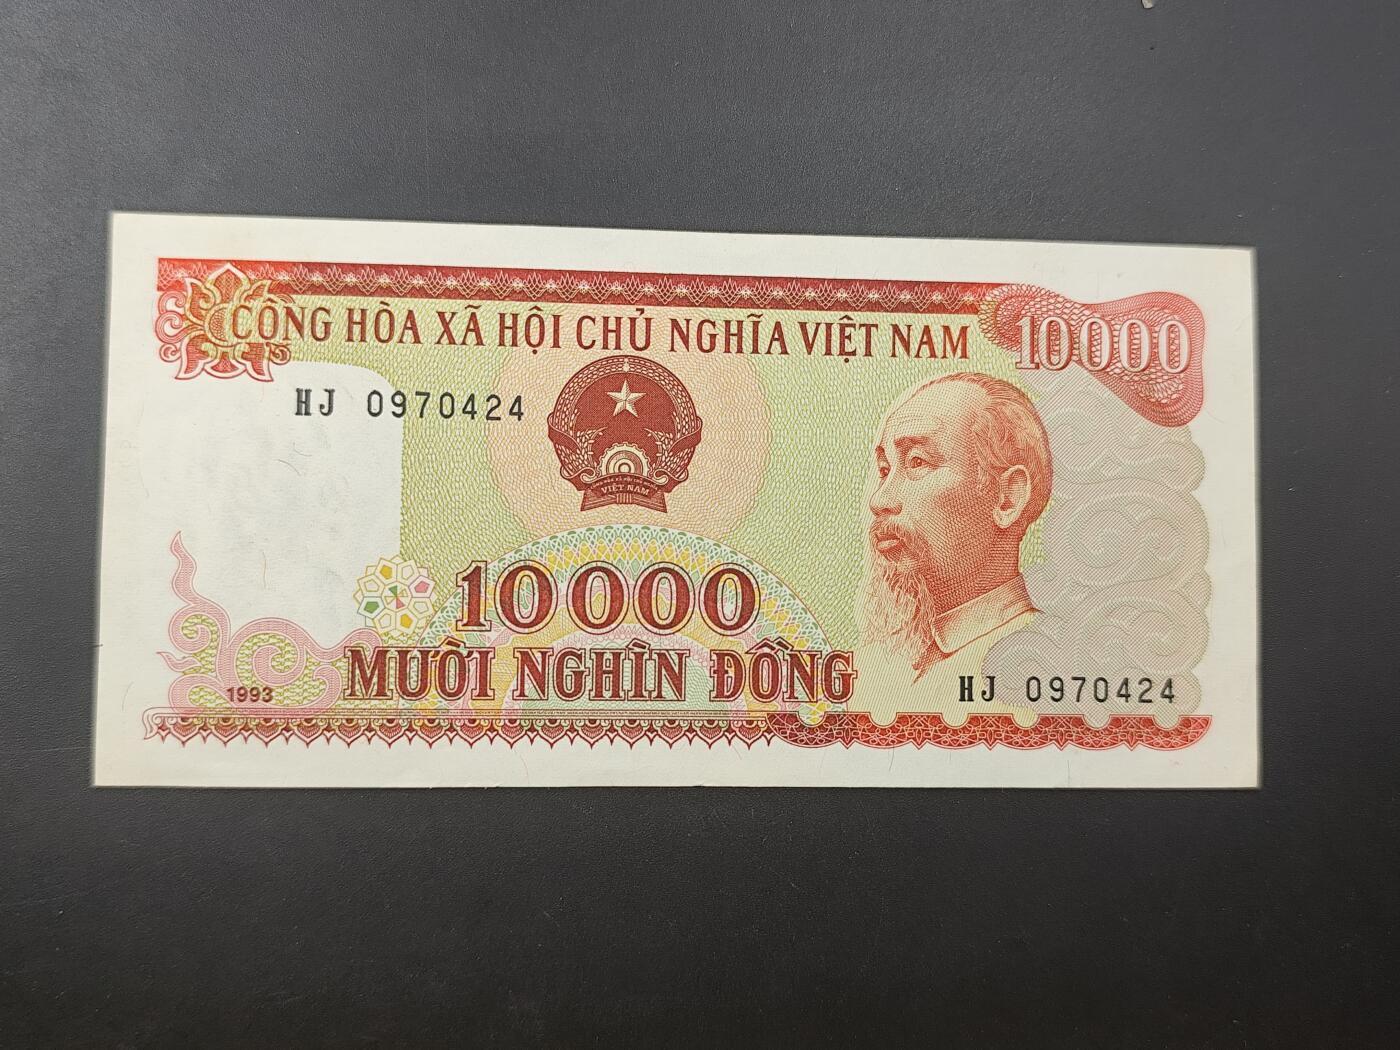 CỘNG HÒA XÃ HỘI CHỦ NGHĨA VIỆT NAM
10000
HJ 0970424
VIỆT NAM
10000
MƯỜI NGHÌN ĐỒNG
1993
HJ 0970424